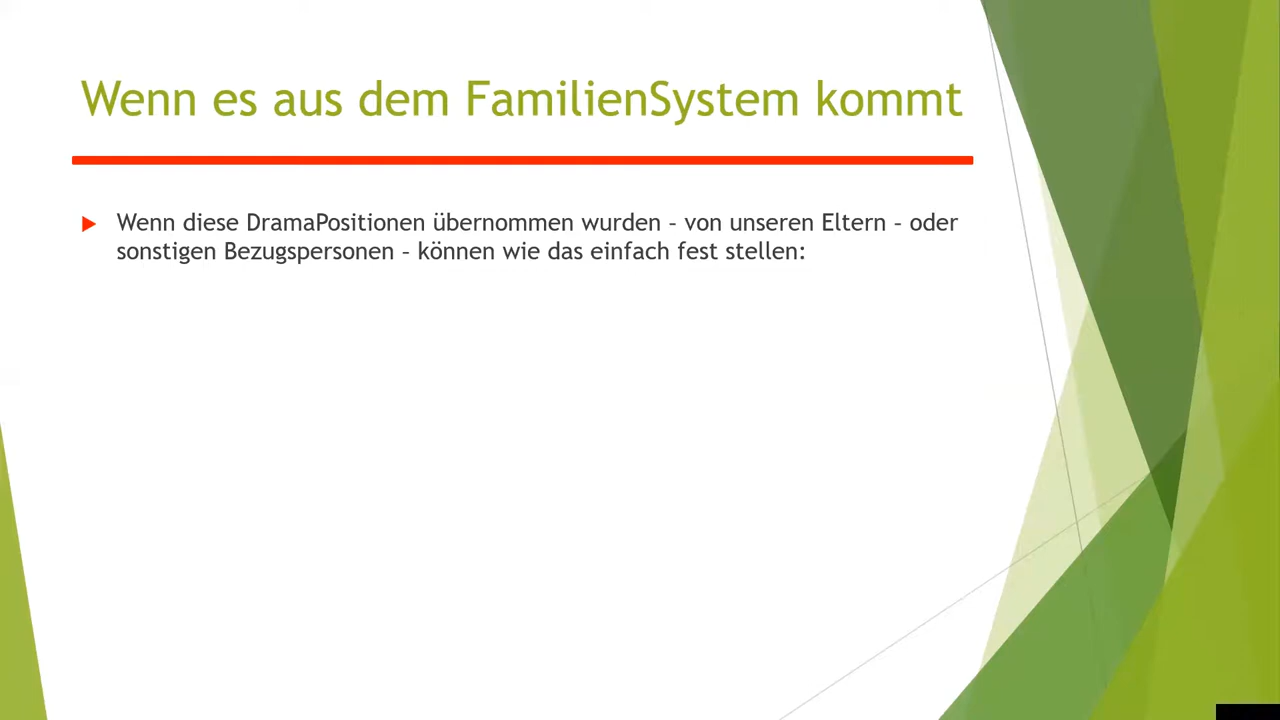 Wenn es aus dem FamilienSystem kommt
Wenn diese DramaPositionen übernommen wurden – von unseren Eltern – oder
sonstigen Bezugspersonen – können wie das einfach fest stellen: